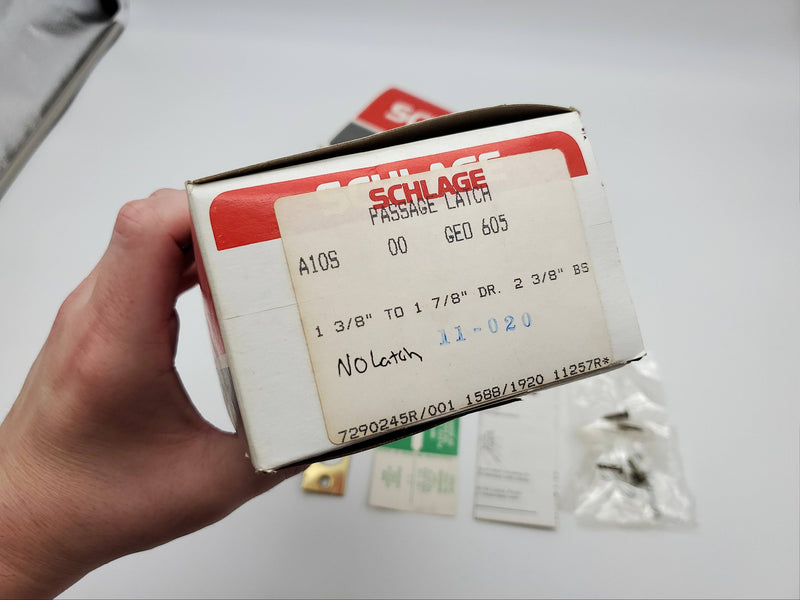 SCHLAGE
SCHLAGE
PASSAGE LATCH
A10S 00 GEO 605
1 3/8" TO 1 7/8" DR. 2 3/8" BS
11-020
NO Latch
7290245R/001 1588/1920 11257R*